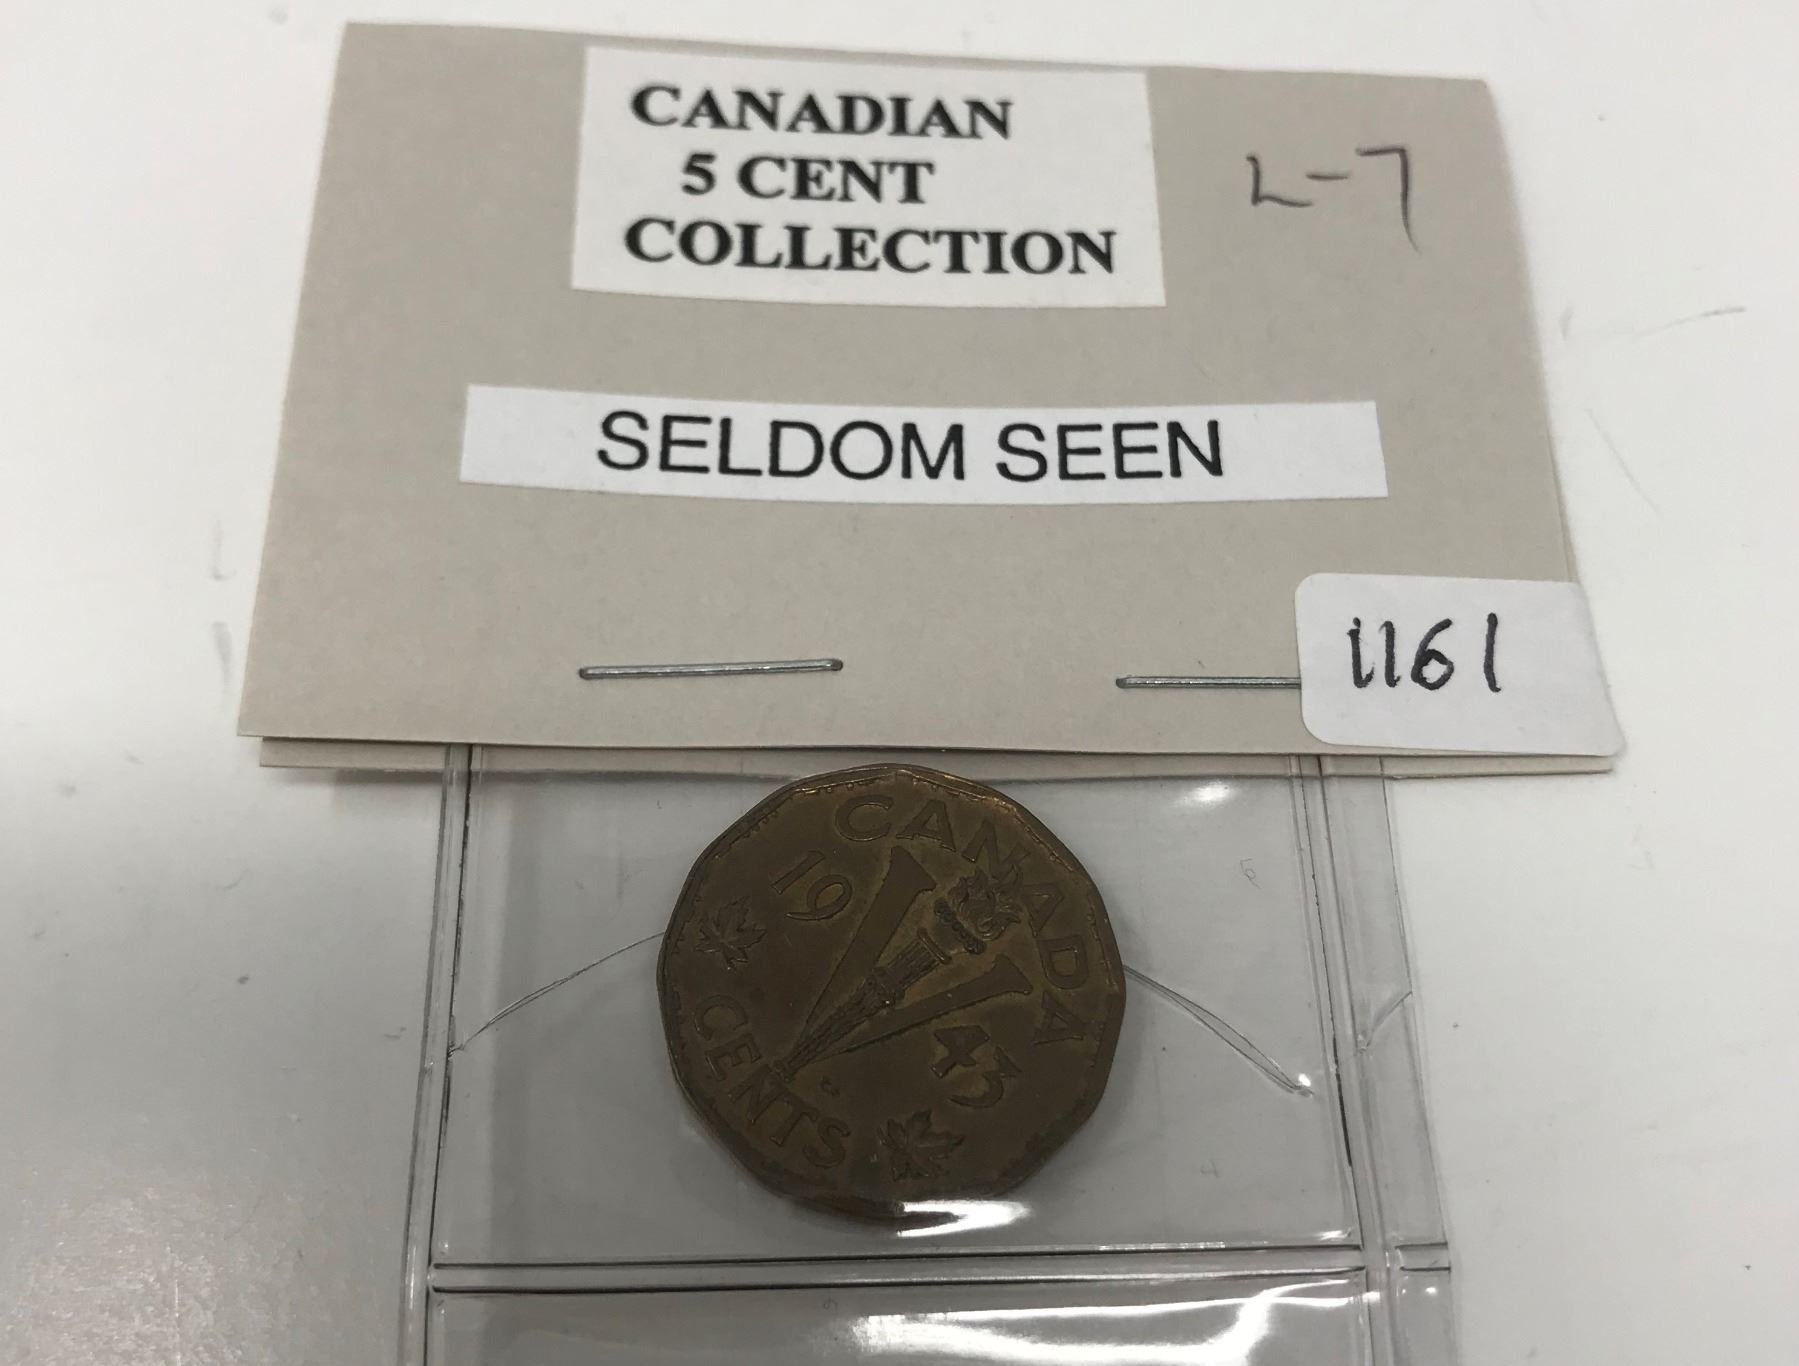 CANADIAN
5 CENT
COLLECTION
L-7
SELDOM SEEN
1161
CANADA
19
43
CENTS